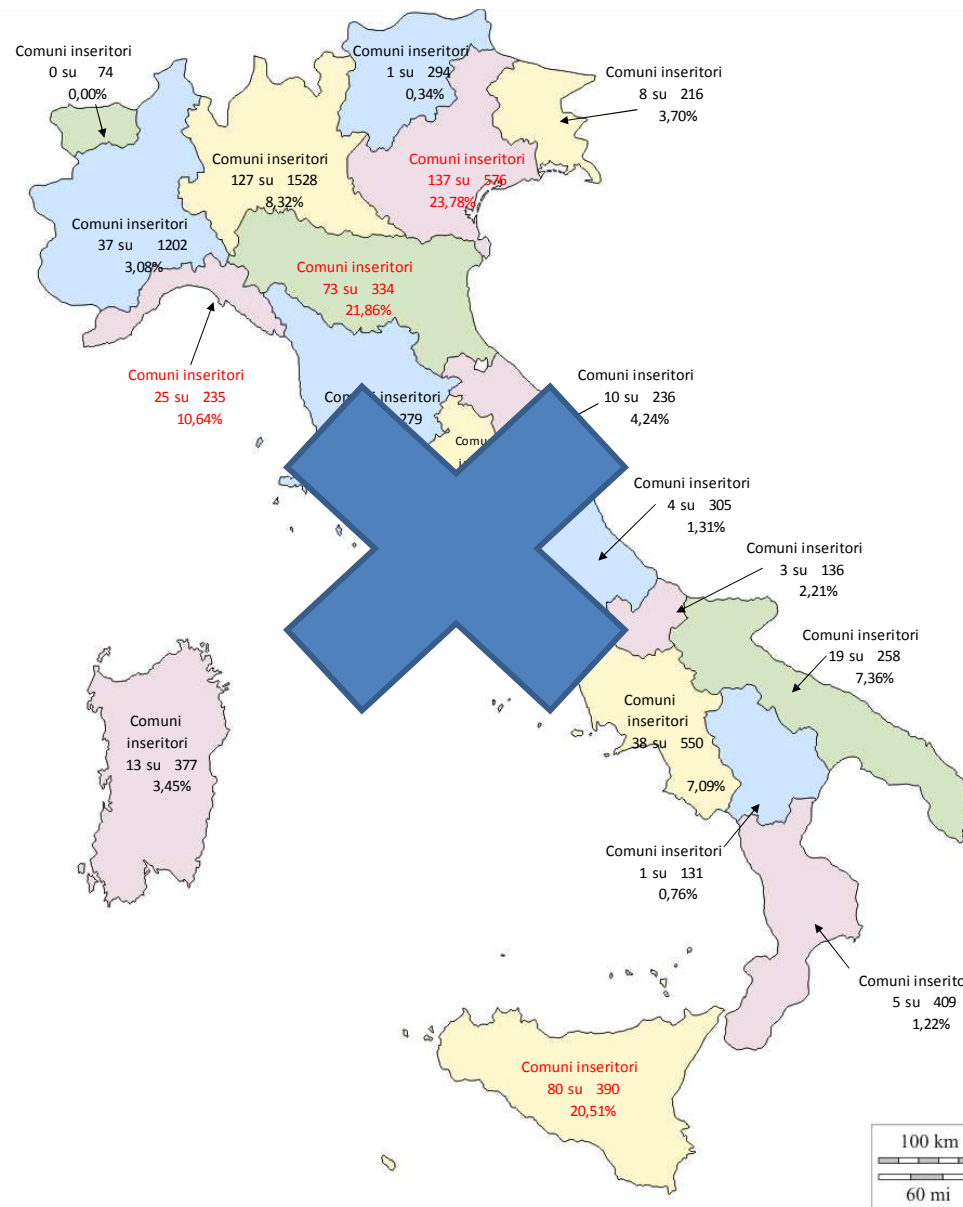 Comuni inseritori
0 su 74
0,00%
Comuni inseritori
1 su 294
0,34%
Comuni inseritori
8 su 216
3,70%
Comuni inseritori
127 su 1528
8,32%
Comuni inseritori
137 su 576
23,78%
Comuni inseritori
37 su 1202
3,08%
Comuni inseritori
73 su 334
21,86%
Comuni inseritori
25 su 235
10,64%
Comuni inseritori
279
Comuni inseritori
10 su 236
4,24%
Comuni inseritori
4 su 305
1,31%
Comuni inseritori
3 su 136
2,21%
Comuni inseritori
19 su 258
7,36%
Comuni
inseritori
38 su 550
7,09%
Comuni
inseritori
13 su 377
3,45%
Comuni inseritori
1 su 131
0,76%
Comuni inserito
5 su 409
1,22%
Comuni inseritori
80 su 390
20,51%
100 km
60 mi